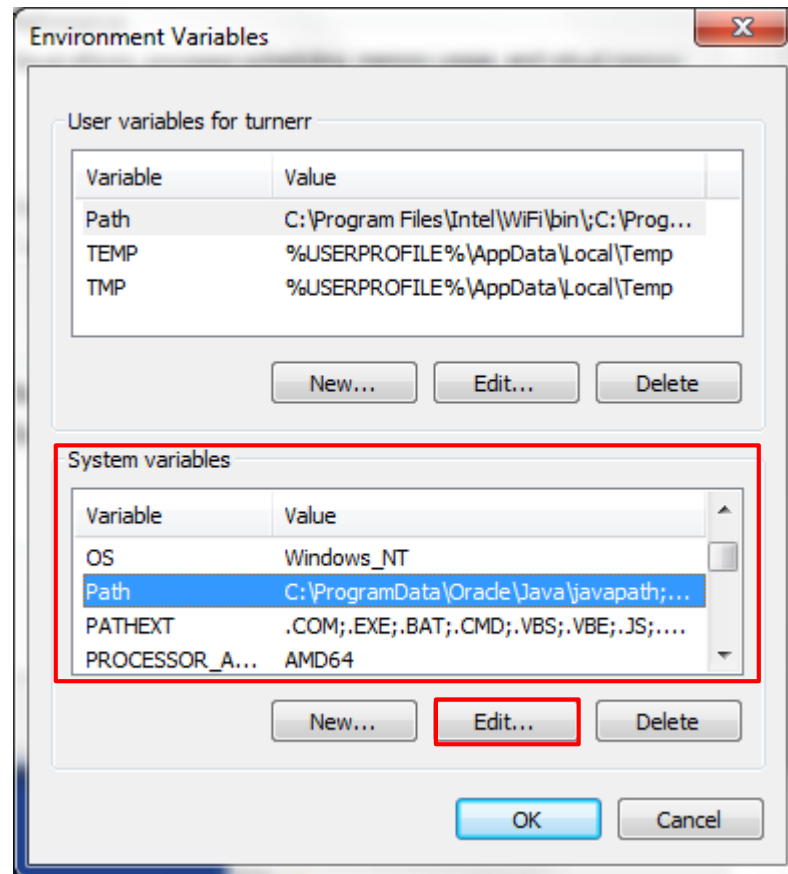 Environment Variables
User variables for turnerr
Variable Value
Path C:\Program Files\Intel\WiFi\bin\;C:\Prog...
TEMP %USERPROFILE%\AppData\Local\Temp
TMP %USERPROFILE%\AppData\Local\Temp
New... Edit... Delete
System variables
Variable Value
OS Windows_NT
Path C:\ProgramData\Oracle\Java\javapath;...
PATHEXT .COM;.EXE;.BAT;.CMD;.VBS;.VBE;.JS;....
PROCESSOR_A... AMD64
New... Edit... Delete
OK Cancel